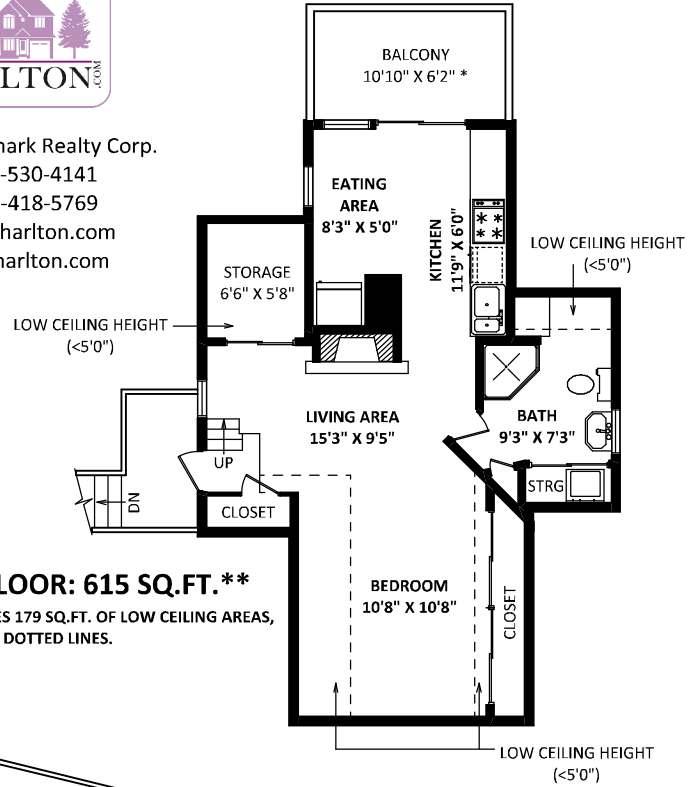 LTON
.COM
mark Realty Corp.
-530-4141
-418-5769
harlton.com
harlton.com
BALCONY
10'10" X 6'2" *
EATING
AREA
8'3" X 5'0"
KITCHEN
11'9" X 6'0"
LOW CEILING HEIGHT
(<5'0")
STORAGE
6'6" X 5'8"
LOW CEILING HEIGHT
(<5'0")
LIVING AREA
15'3" X 9'5"
BATH
9'3" X 7'3"
UP
DN
STRG
CLOSET
LOOR: 615 SQ.FT.**
ES 179 SQ.FT. OF LOW CEILING AREAS,
DOTTED LINES.
BEDROOM
10'8" X 10'8"
CLOSET
LOW CEILING HEIGHT
(<5'0")